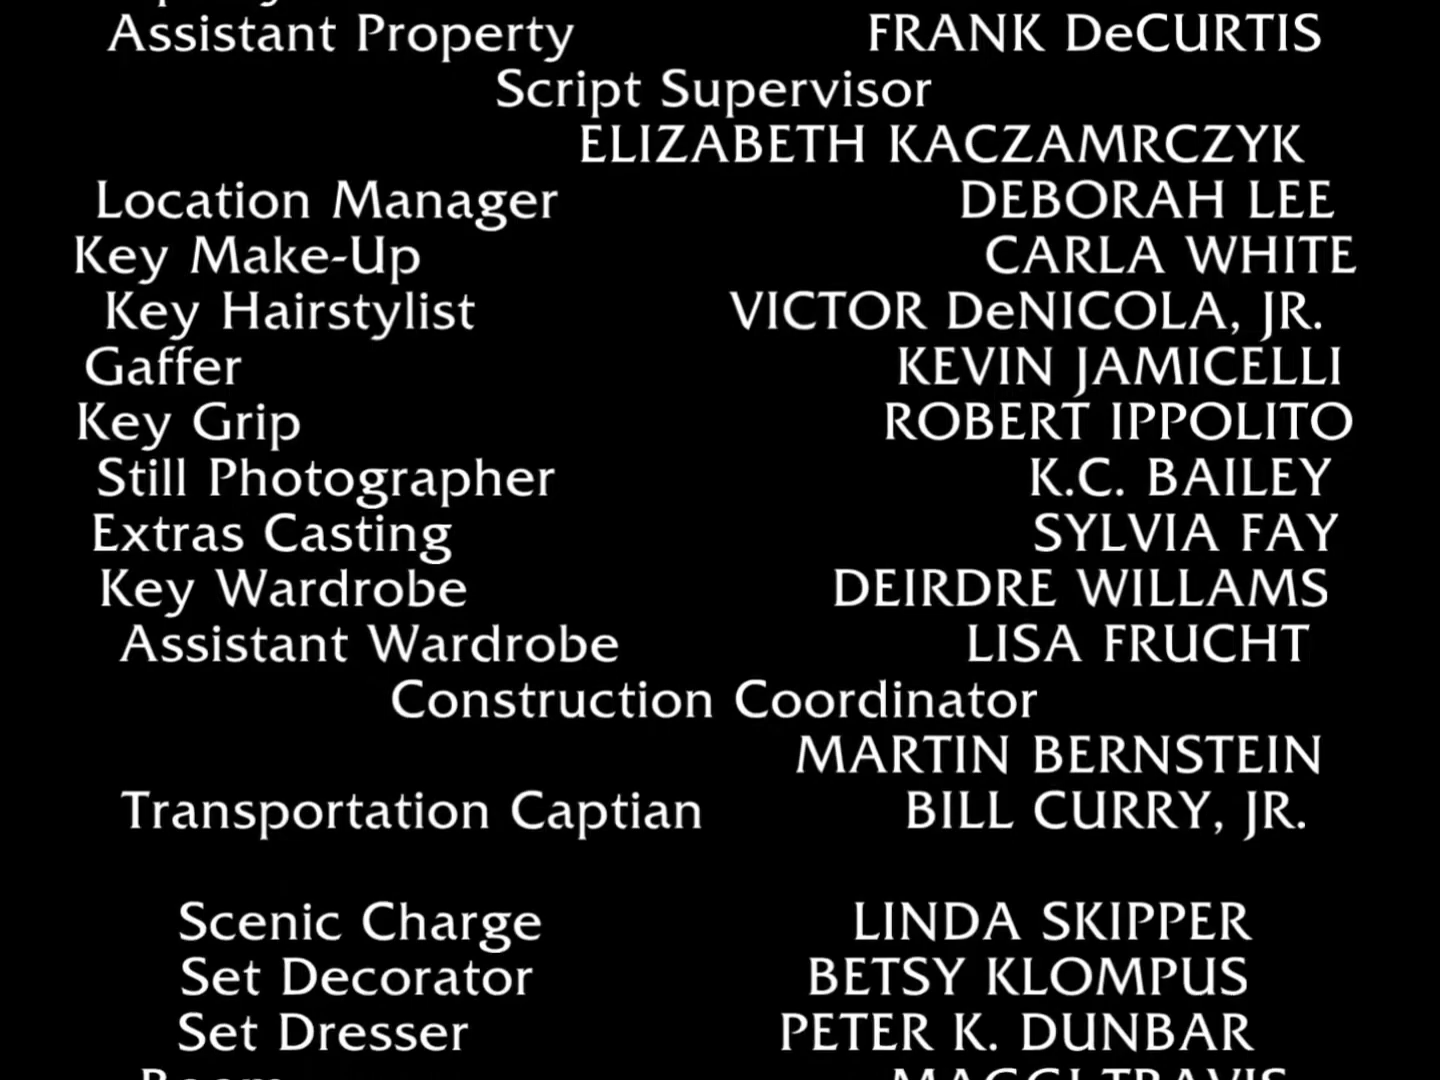 Assistant Property FRANK DeCURTIS
Script Supervisor
ELIZABETH KACZAMRCZYK
Location Manager DEBORAH LEE
Key Make-Up CARLA WHITE
Key Hairstylist VICTOR DeNICOLA, JR.
Gaffer KEVIN JAMICELLI
Key Grip ROBERT IPPOLITO
Still Photographer K.C. BAILEY
Extras Casting SYLVIA FAY
Key Wardrobe DEIRDRE WILLAMS
Assistant Wardrobe LISA FRUCHT
Construction Coordinator
MARTIN BERNSTEIN
Transportation Captian BILL CURRY, JR.
Scenic Charge LINDA SKIPPER
Set Decorator BETSY KLOMPUS
Set Dresser PETER K. DUNBAR
Boom MAGGI TRAVIS